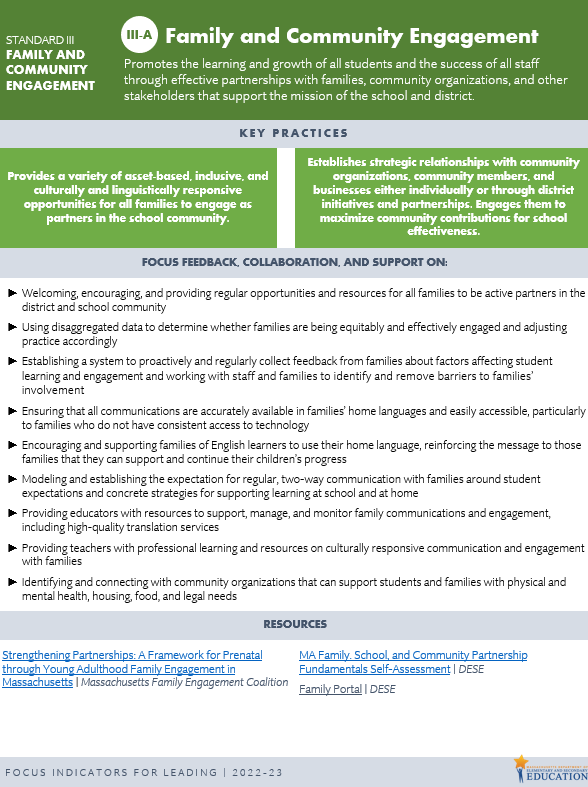 STANDARD III
FAMILY AND
COMMUNITY
ENGAGEMENT
III-A Family and Community Engagement
Promotes the learning and growth of all students and the success of all staff
through effective partnerships with families, community organizations, and other
stakeholders that support the mission of the school and district.
KEY PRACTICES
Provides a variety of asset-based, inclusive, and
culturally and linguistically responsive
opportunities for all families to engage as
partners in the school community.
Establishes strategic relationships with community
organizations, community members, and
businesses either individually or through district
initiatives and partnerships. Engages them to
maximize community contributions for school
effectiveness.
FOCUS FEEDBACK, COLLABORATION, AND SUPPORT ON:
► Welcoming, encouraging, and providing regular opportunities and resources for all families to be active partners in the
district and school community
► Using disaggregated data to determine whether families are being equitably and effectively engaged and adjusting
practice accordingly
► Establishing a system to proactively and regularly collect feedback from families about factors affecting student
learning and engagement and working with staff and families to identify and remove barriers to families'
involvement
► Ensuring that all communications are accurately available in families' home languages and easily accessible, particularly
to families who do not have consistent access to technology
► Encouraging and supporting families of English learners to use their home language, reinforcing the message to those
families that they can support and continue their children's progress
► Modeling and establishing the expectation for regular, two-way communication with families around student
expectations and concrete strategies for supporting learning at school and at home
► Providing educators with resources to support, manage, and monitor family communications and engagement,
including high-quality translation services
► Providing teachers with professional learning and resources on culturally responsive communication and engagement
with families
► Identifying and connecting with community organizations that can support students and families with physical and
mental health, housing, food, and legal needs
RESOURCES
Strengthening Partnerships: A Framework for Prenatal
through Young Adulthood Family Engagement in
Massachusetts | Massachusetts Family Engagement Coalition
MA Family, School, and Community Partnership
Fundamentals Self-Assessment | DESE
Family Portal | DESE
FOCUS INDICATORS FOR LEADING | 2022-23
MASSACHUSETTS DEPARTMENT OF
ELEMENTARY AND SECONDARY
EDUCATION